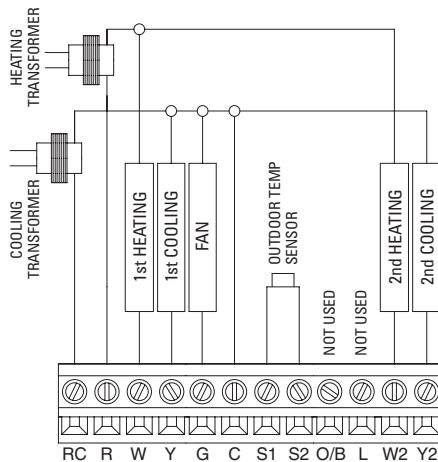 HEATING
TRANSFORMER
COOLING
TRANSFORMER
1st HEATING
1st COOLING
FAN
OUTDOOR TEMP
SENSOR
NOT USED
NOT USED
2nd HEATING
2nd COOLING
RC R W Y G C S1 S2 O/B L W2 Y2